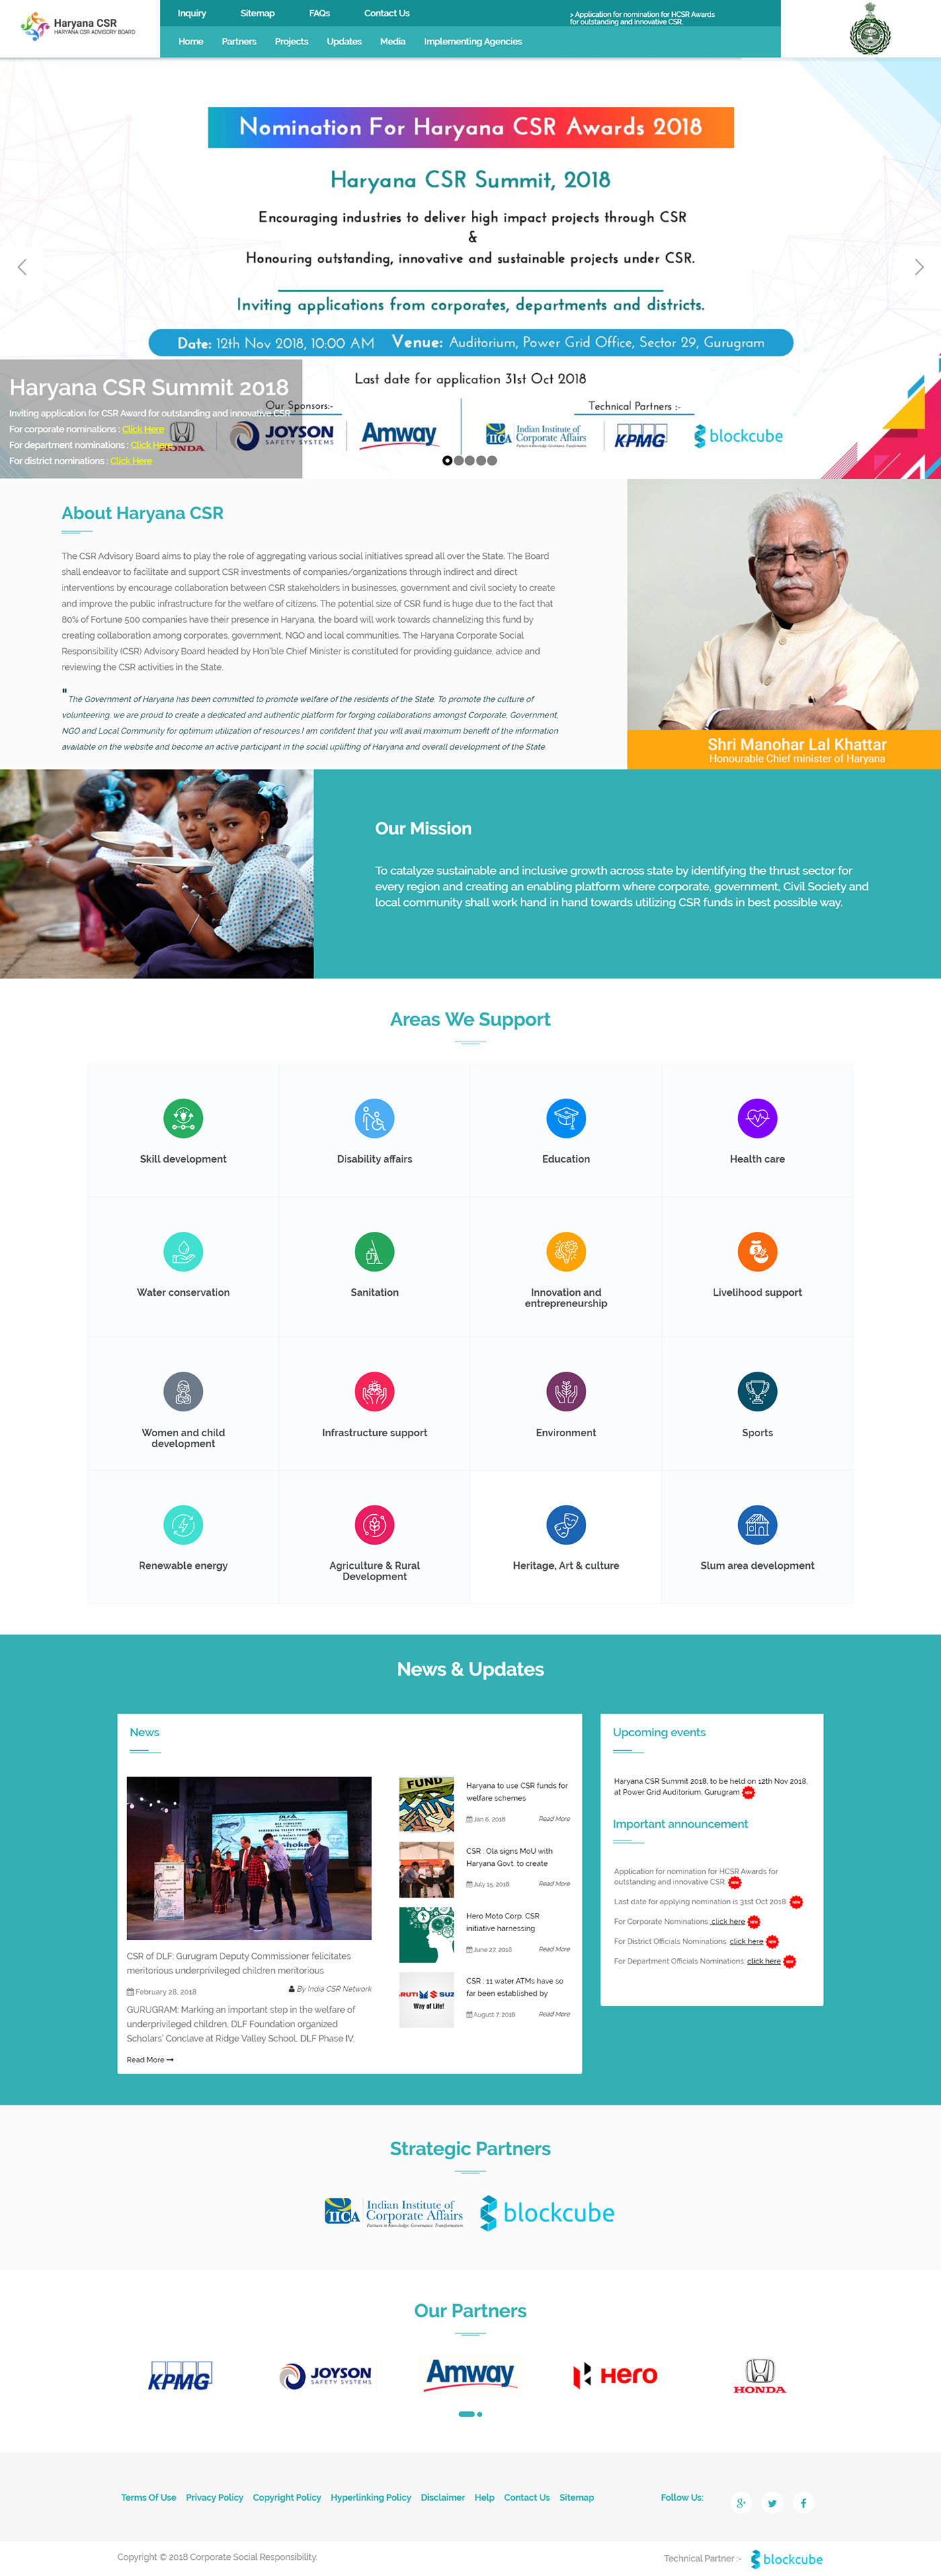 Haryana CSR
HARYANA CSR ADVISORY BOARD
Inquiry Sitemap FAQs Contact Us
> Application for nomination for HCSR Awards
for outstanding and innovative CSR.
Home Partners Projects Updates Media Implementing Agencies
Nomination For Haryana CSR Awards 2018
Haryana CSR Summit, 2018
Encouraging industries to deliver high impact projects through CSR
&
Honouring outstanding, innovative and sustainable projects under CSR.
Inviting applications from corporates, departments and districts.
Date: 12th Nov 2018, 10:00 AM Venue: Auditorium, Power Grid Office, Sector 29, Gurugram
Last date for application 31st Oct 2018
Haryana CSR Summit 2018
Inviting application for CSR Award for outstanding and innovative CSR
For corporate nominations : Click Here
For department nominations : Click Here
For district nominations : Click Here
Our Sponsors:-
HONDA
JOYSON
SAFETY SYSTEMS
Amway
Technical Partners :-
IICA
Indian Institute of
Corporate Affairs
Partners in Knowledge. Governance. Transformation.
KPMG
blockcube
About Haryana CSR
The CSR Advisory Board aims to play the role of aggregating various social initiatives spread all over the State. The Board
shall endeavor to facilitate and support CSR investments of companies/organizations through indirect and direct
interventions by encourage collaboration between CSR stakeholders in businesses, government and civil society to create
and improve the public infrastructure for the welfare of citizens. The potential size of CSR fund is huge due to the fact that
80% of Fortune 500 companies have their presence in Haryana, the board will work towards channelizing this fund by
creating collaboration among corporates, government, NGO and local communities. The Haryana Corporate Social
Responsibility (CSR) Advisory Board headed by Hon'ble Chief Minister is constituted for providing guidance, advice and
reviewing the CSR activities in the State.
" The Government of Haryana has been committed to promote welfare of the residents of the State. To promote the culture of
volunteering, we are proud to create a dedicated and authentic platform for forging collaborations amongst Corporate, Government,
NGO and Local Community for optimum utilization of resources.I am confident that you will avail maximum benefit of the information
available on the website and become an active participant in the social uplifting of Haryana and overall development of the State.
Shri Manohar Lal Khattar
Honourable Chief minister of Haryana
Our Mission
To catalyze sustainable and inclusive growth across state by identifying the thrust sector for
every region and creating an enabling platform where corporate, government, Civil Society and
local community shall work hand in hand towards utilizing CSR funds in best possible way.
Areas We Support
Skill development
Disability affairs
Education
Health care
Water conservation
Sanitation
Innovation and
entrepreneurship
Livelihood support
Women and child
development
Infrastructure support
Environment
Sports
Renewable energy
Agriculture & Rural
Development
Heritage, Art & culture
Slum area development
News & Updates
News
CSR of DLF: Gurugram Deputy Commissioner felicitates
meritorious underprivileged children meritorious
February 28, 2018
By India CSR Network
GURUGRAM: Marking an important step in the welfare of
underprivileged children, DLF Foundation organized
Scholars' Conclave at Ridge Valley School, DLF Phase IV,
Read More
FUND
Haryana to use CSR funds for
welfare schemes
Jan 6, 2018 Read More
CSR : Ola signs MoU with
Haryana Govt. to create
July 15, 2018 Read More
Hero Moto Corp. CSR
initiative harnessing
June 27, 2018 Read More
RUTI SUZ
Way of Life!
CSR : 11 water ATMs have so
far been established by
August 7, 2018 Read More
Upcoming events
Haryana CSR Summit 2018, to be held on 12th Nov 2018,
at Power Grid Auditorium, Gurugram NEW
Important announcement
Application for nomination for HCSR Awards for
outstanding and innovative CSR. NEW
Last date for applying nomination is 31st Oct 2018 NEW
For Corporate Nominations: click here NEW
For District Officials Nominations: click here NEW
For Department Officials Nominations: click here NEW
Strategic Partners
IICA
Indian Institute of
Corporate Affairs
Partners in Knowledge. Governance. Transformation.
blockcube
Our Partners
KPMG
JOYSON
SAFETY SYSTEMS
Amway
Hero
HONDA
Terms Of Use Privacy Policy Copyright Policy Hyperlinking Policy Disclaimer Help Contact Us Sitemap
Follow Us:
Copyright © 2018 Corporate Social Responsibility.
Technical Partner :- blockcube